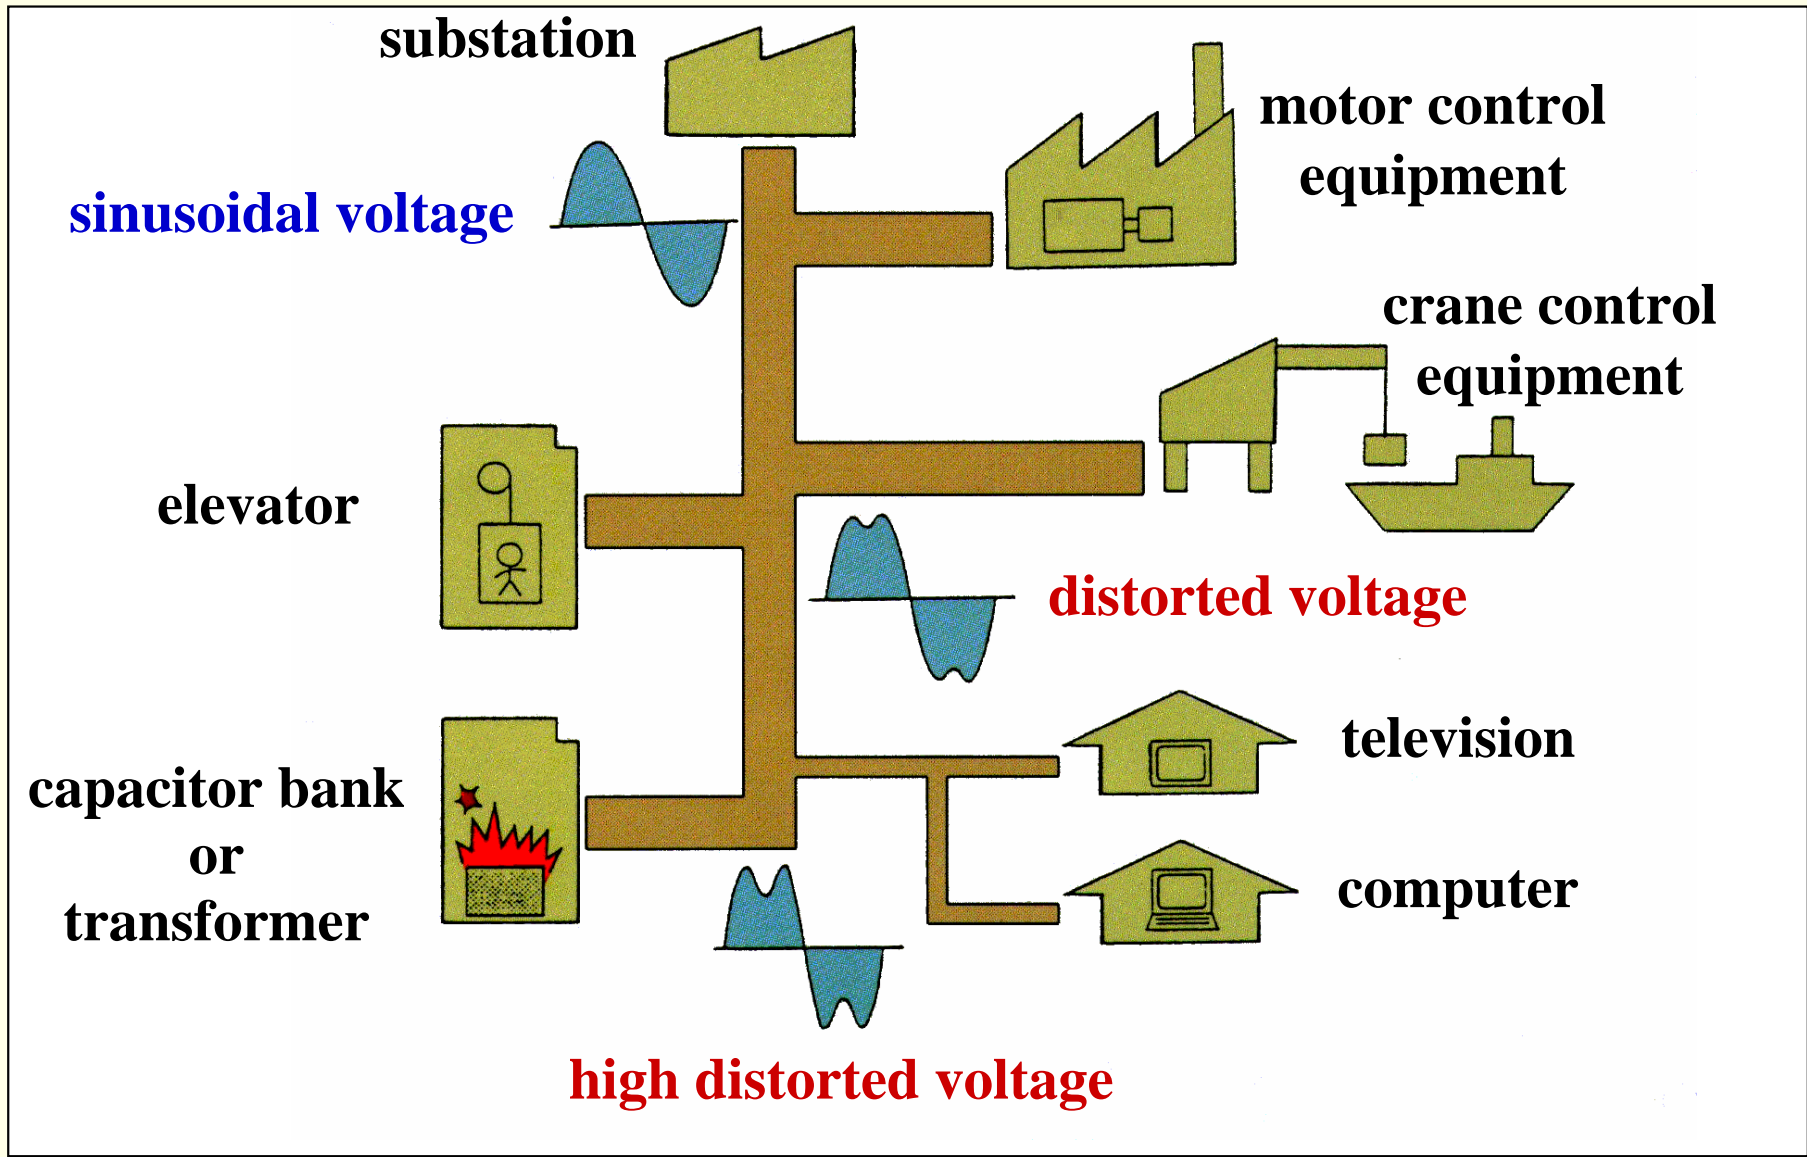 substation
motor control
equipment
sinusoidal voltage
crane control
equipment
elevator
distorted voltage
television
capacitor bank
or
transformer
computer
high distorted voltage